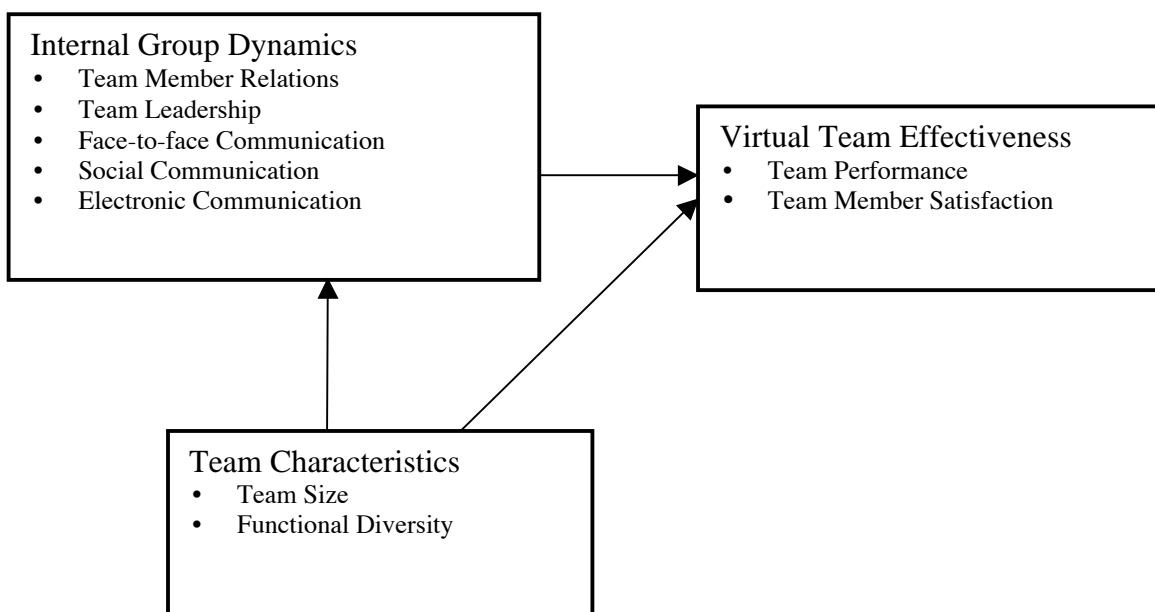 Internal Group Dynamics
• Team Member Relations
• Team Leadership
• Face-to-face Communication
• Social Communication
• Electronic Communication
Virtual Team Effectiveness
• Team Performance
• Team Member Satisfaction
Team Characteristics
• Team Size
• Functional Diversity